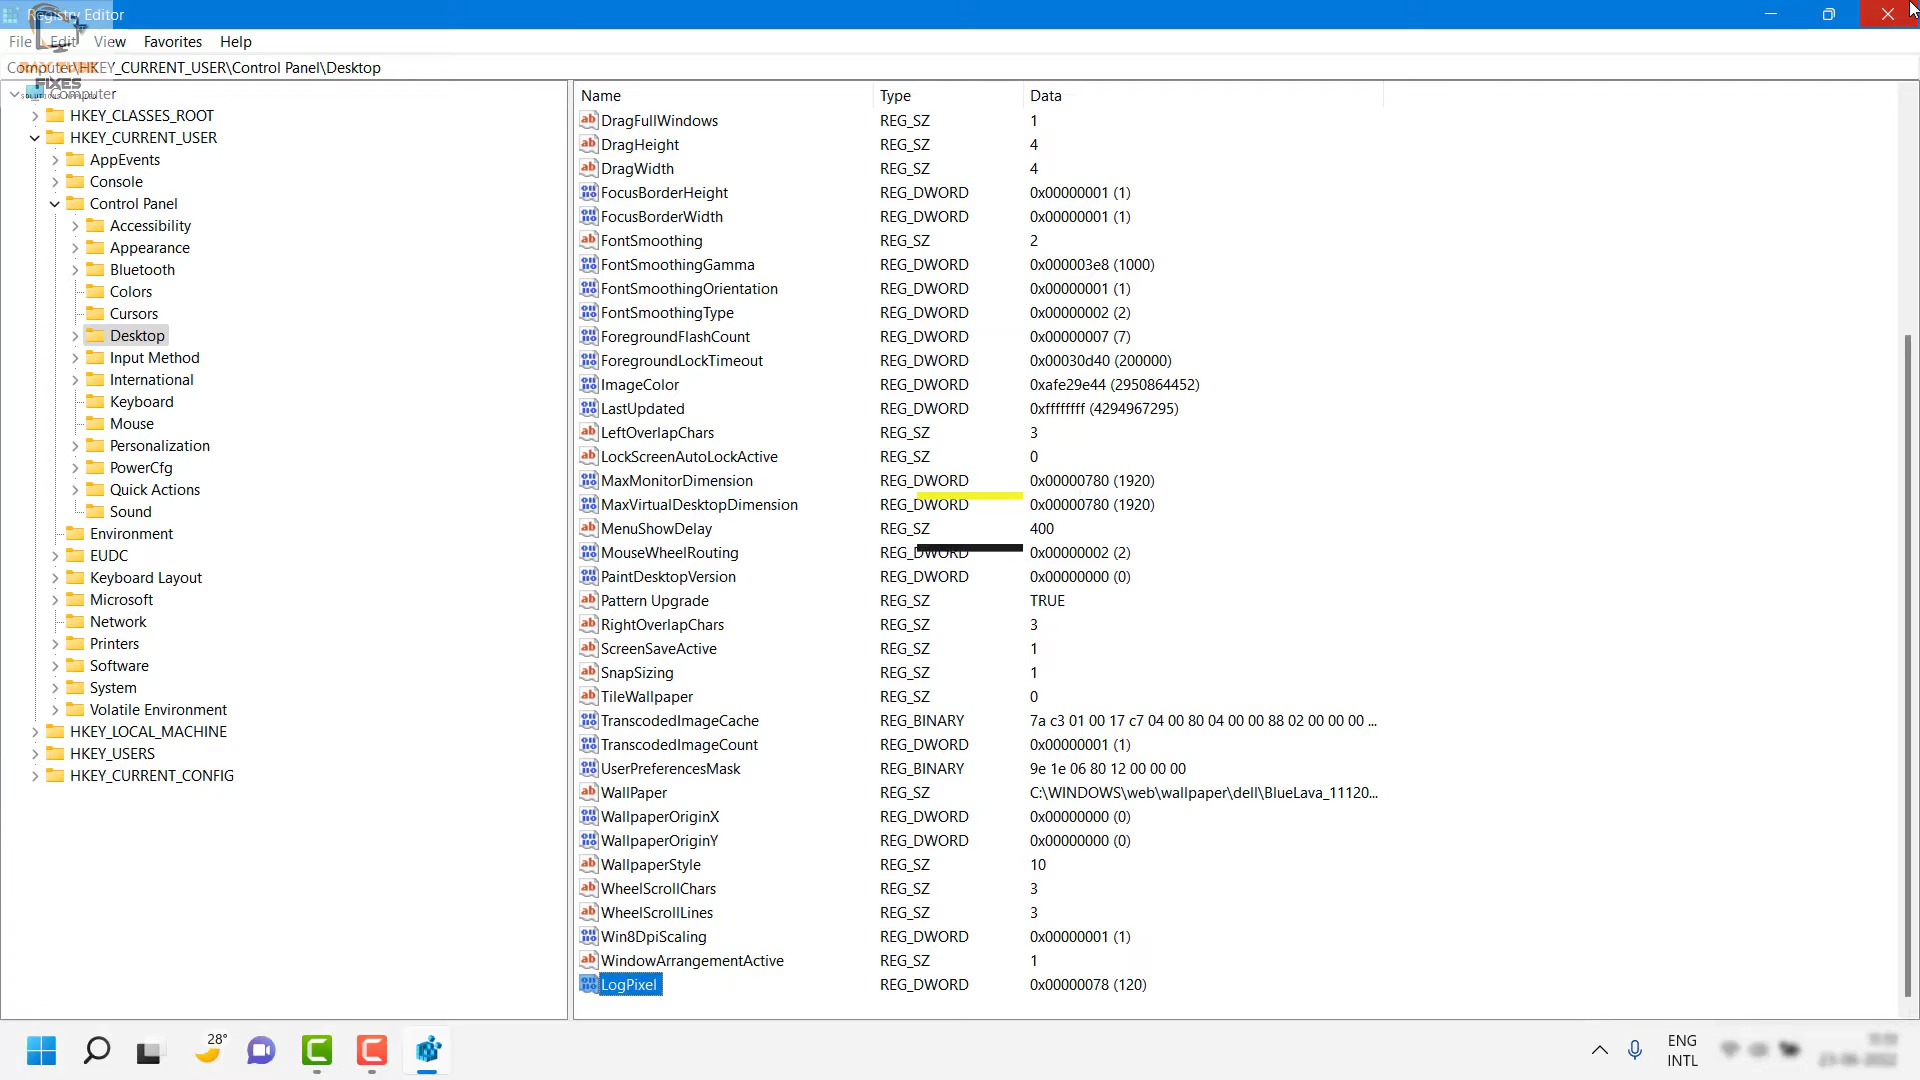 Registry Editor
File Edit View Favorites Help
Computer\HKEY_CURRENT_USER\Control Panel\Desktop
FIXES
Computer
HKEY_CLASSES_ROOT
HKEY_CURRENT_USER
AppEvents
Console
Control Panel
Accessibility
Appearance
Bluetooth
Colors
Cursors
Desktop
Input Method
International
Keyboard
Mouse
Personalization
PowerCfg
Quick Actions
Sound
Environment
EUDC
Keyboard Layout
Microsoft
Network
Printers
Software
System
Volatile Environment
HKEY_LOCAL_MACHINE
HKEY_USERS
HKEY_CURRENT_CONFIG
Name Type Data
DragFullWindows REG_SZ 1
DragHeight REG_SZ 4
DragWidth REG_SZ 4
FocusBorderHeight REG_DWORD 0x00000001 (1)
FocusBorderWidth REG_DWORD 0x00000001 (1)
FontSmoothing REG_SZ 2
FontSmoothingGamma REG_DWORD 0x000003e8 (1000)
FontSmoothingOrientation REG_DWORD 0x00000001 (1)
FontSmoothingType REG_DWORD 0x00000002 (2)
ForegroundFlashCount REG_DWORD 0x00000007 (7)
ForegroundLockTimeout REG_DWORD 0x00030d40 (200000)
ImageColor REG_DWORD 0xafe29e44 (2950864452)
LastUpdated REG_DWORD 0xffffffff (4294967295)
LeftOverlapChars REG_SZ 3
LockScreenAutoLockActive REG_SZ 0
MaxMonitorDimension REG_DWORD 0x00000780 (1920)
MaxVirtualDesktopDimension REG_DWORD 0x00000780 (1920)
MenuShowDelay REG_SZ 400
MouseWheelRouting REG_DWORD 0x00000002 (2)
PaintDesktopVersion REG_DWORD 0x00000000 (0)
Pattern Upgrade REG_SZ TRUE
RightOverlapChars REG_SZ 3
ScreenSaveActive REG_SZ 1
SnapSizing REG_SZ 1
TileWallpaper REG_SZ 0
TranscodedImageCache REG_BINARY 7a c3 01 00 17 c7 04 00 80 04 00 00 88 02 00 00 00 ...
TranscodedImageCount REG_DWORD 0x00000001 (1)
UserPreferencesMask REG_BINARY 9e 1e 06 80 12 00 00 00
WallPaper REG_SZ C:\WINDOWS\web\wallpaper\dell\BlueLava_11120...
WallpaperOriginX REG_DWORD 0x00000000 (0)
WallpaperOriginY REG_DWORD 0x00000000 (0)
WallpaperStyle REG_SZ 10
WheelScrollChars REG_SZ 3
WheelScrollLines REG_SZ 3
Win8DpiScaling REG_DWORD 0x00000001 (1)
WindowArrangementActive REG_SZ 1
LogPixel REG_DWORD 0x00000078 (120)
28°
ENG
INTL